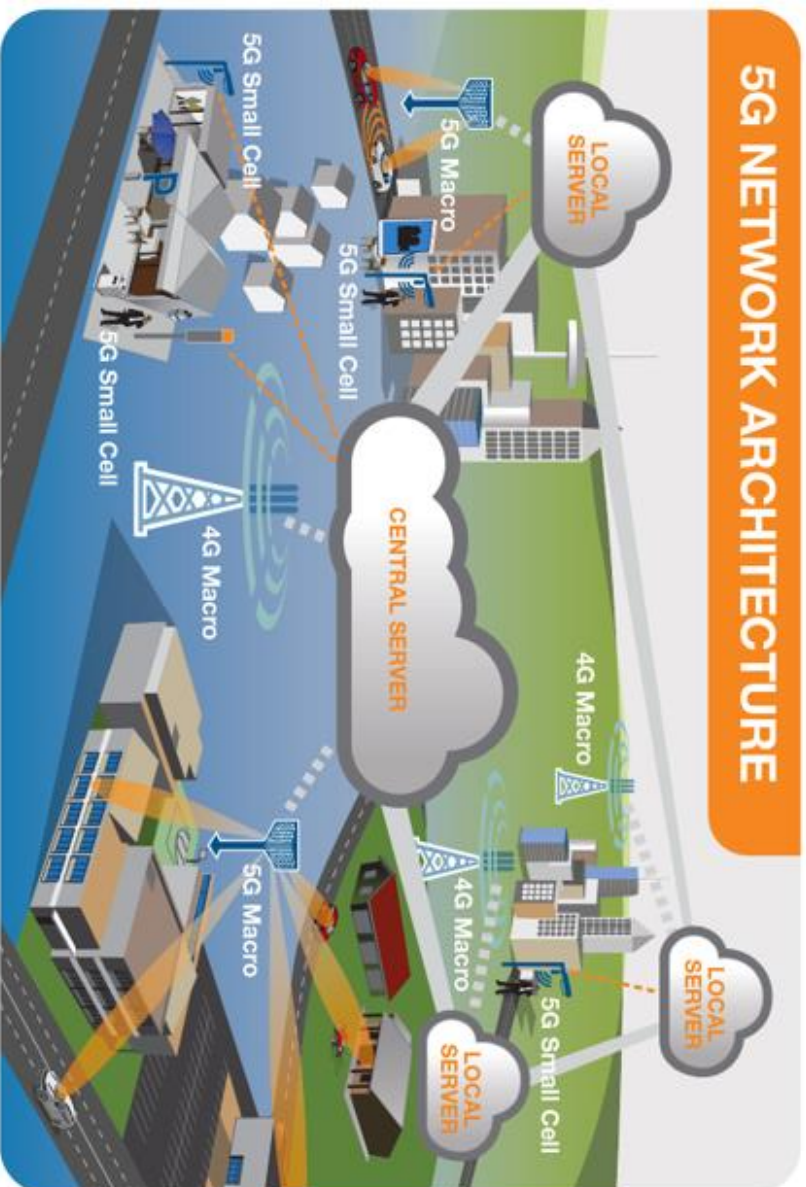 5G NETWORK ARCHITECTURE
LOCAL
SERVER
LOCAL
SERVER
4G Macro
5G Macro
5G Small Cell
5G Small Cell
LOCAL
SERVER
4G Macro
CENTRAL SERVER
5G Small Cell
5G Macro
4G Macro
P
5G Small Cell